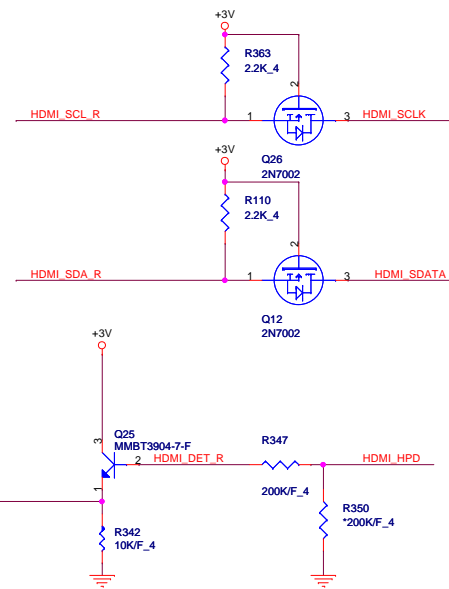 +3V
R363
2.2K_4
2
HDMI_SCL_R
1
3
HDMI_SCLK
Q26
2N7002
+3V
R110
2.2K_4
2
HDMI_SDA_R
1
3
HDMI_SDATA
Q12
2N7002
+3V
Q25
MMBT3904-7-F
3
2
HDMI_DET_R
R347
200K/F_4
HDMI_HPD
1
R342
10K/F_4
R350
*200K/F_4